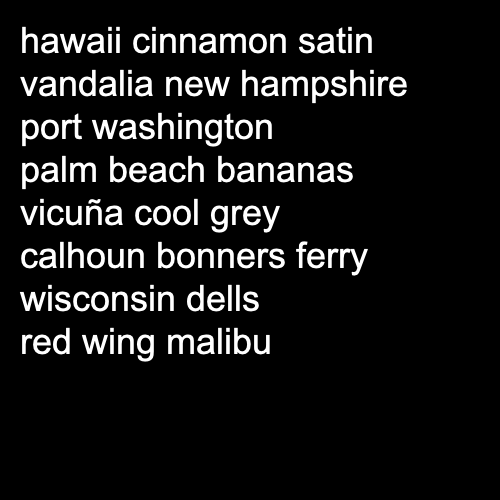 hawaii cinnamon satin
vandalia new hampshire
port washington
palm beach bananas
vicuña cool grey
calhoun bonners ferry
wisconsin dells
red wing malibu